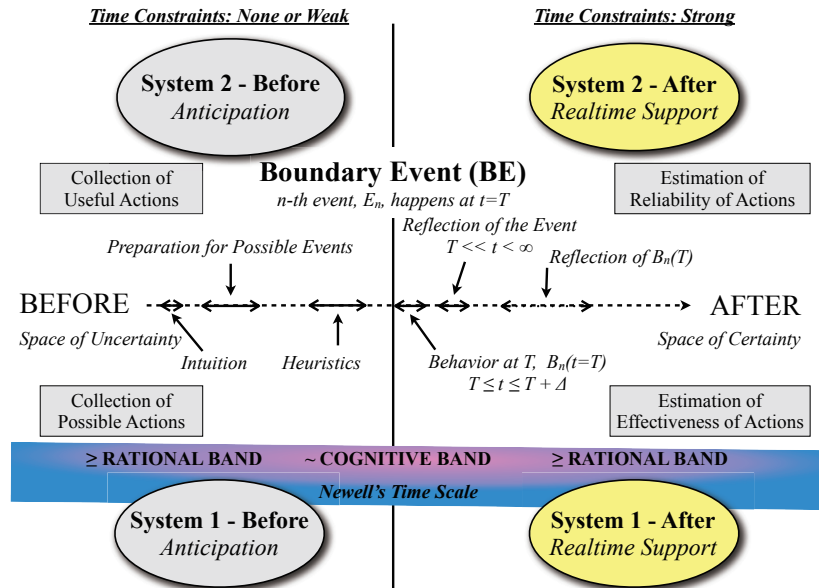 Time Constraints: None or Weak
Time Constraints: Strong
System 2 - Before
Anticipation
System 2 - After
Realtime Support
Collection of
Useful Actions
Boundary Event (BE)
n-th event, Eₙ, happens at t=T
Estimation of
Reliability of Actions
Preparation for Possible Events
Reflection of the Event
T << t < ∞
Reflection of Bₙ(T)
BEFORE
Space of Uncertainty
AFTER
Space of Certainty
Intuition
Heuristics
Behavior at T, Bₙ(t=T)
T ≤ t ≤ T + Δ
Collection of
Possible Actions
Estimation of
Effectiveness of Actions
≥ RATIONAL BAND
~ COGNITIVE BAND
≥ RATIONAL BAND
Newell's Time Scale
System 1 - Before
Anticipation
System 1 - After
Realtime Support